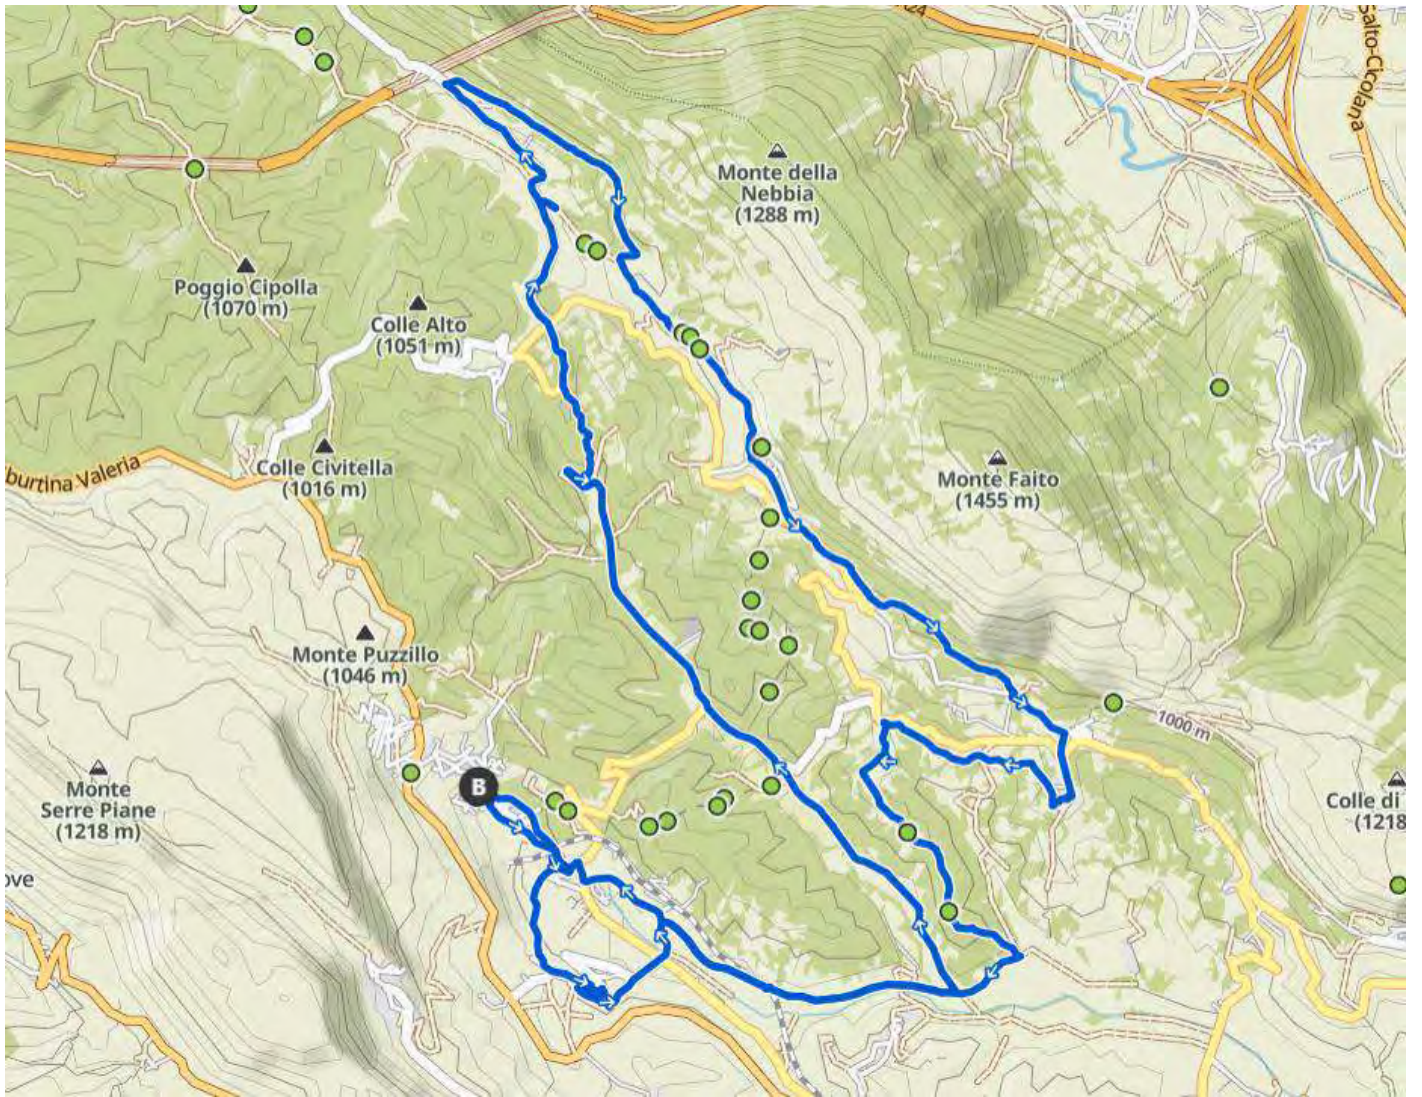 24
Salto-Cicolana
Monte della
Nebbia
(1288 m)
Poggio Cipolla
(1070 m)
Colle Alto
(1051 m)
burtina Valeria
Colle Civitella
(1016 m)
Monte Faito
(1455 m)
Monte Puzzillo
(1046 m)
1000 m
Monte
Serre Piane
(1218 m)
B
Colle di
(1218
ove